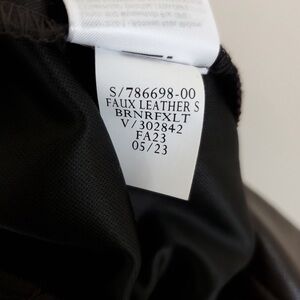 S/786698-00
FAUX LEATHER S
BRNRFXLT
V/302842
FA23
05/23